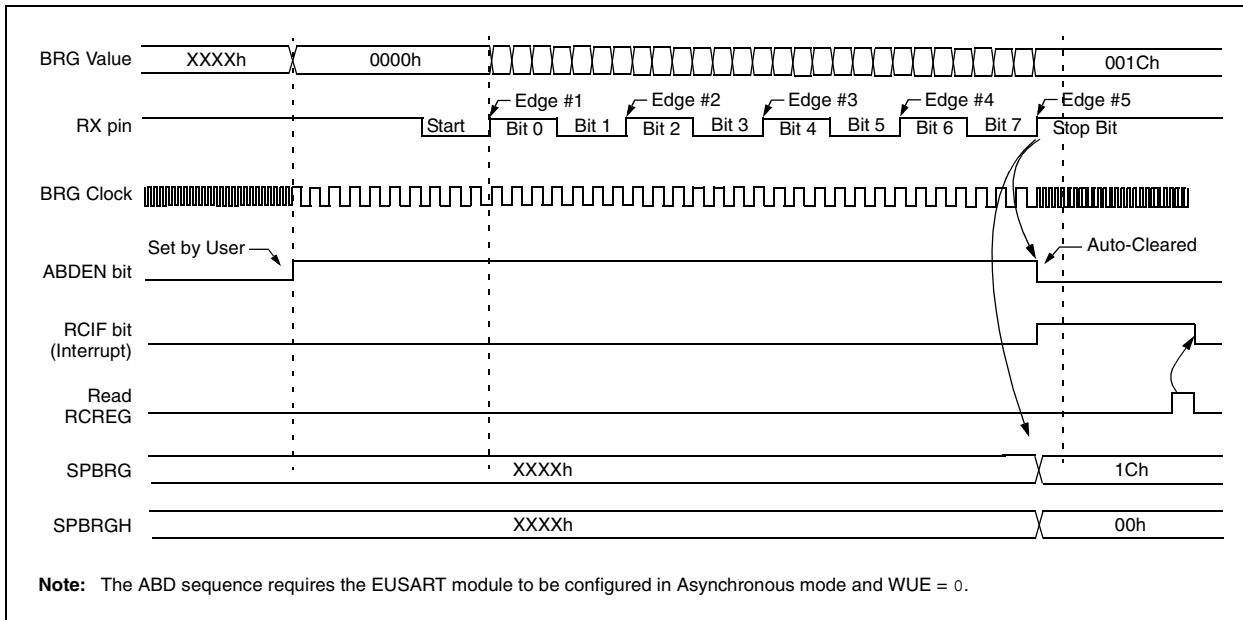 BRG Value XXXXh 0000h 001Ch
Edge #1 Edge #2 Edge #3 Edge #4 Edge #5
RX pin Start Bit 0 Bit 1 Bit 2 Bit 3 Bit 4 Bit 5 Bit 6 Bit 7 Stop Bit
BRG Clock
Set by User Auto-Cleared
ABDEN bit
RCIF bit
(Interrupt)
Read
RCREG
SPBRG XXXXh 1Ch
SPBRGH XXXXh 00h
Note: The ABD sequence requires the EUSART module to be configured in Asynchronous mode and WUE = 0.